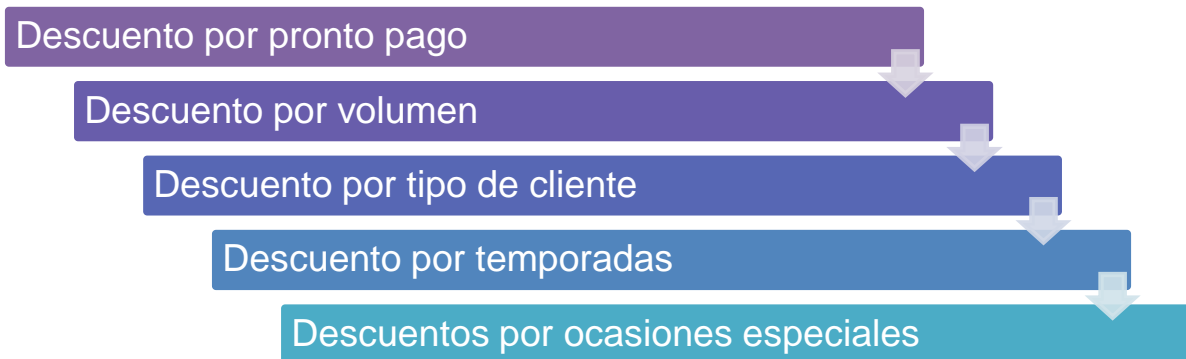 Descuento por pronto pago
Descuento por volumen
Descuento por tipo de cliente
Descuento por temporadas
Descuentos por ocasiones especiales